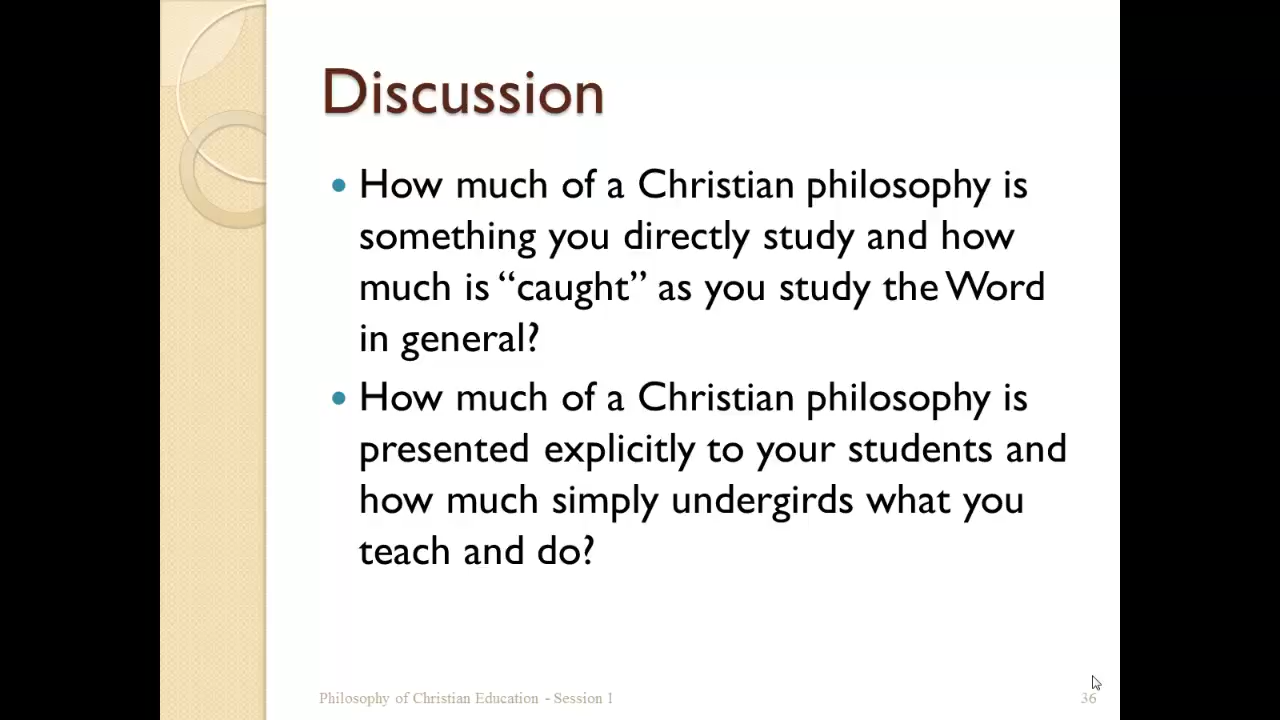 Discussion
• How much of a Christian philosophy is
something you directly study and how
much is “caught” as you study the Word
in general?
• How much of a Christian philosophy is
presented explicitly to your students and
how much simply undergirds what you
teach and do?
Philosophy of Christian Education - Session 1
36